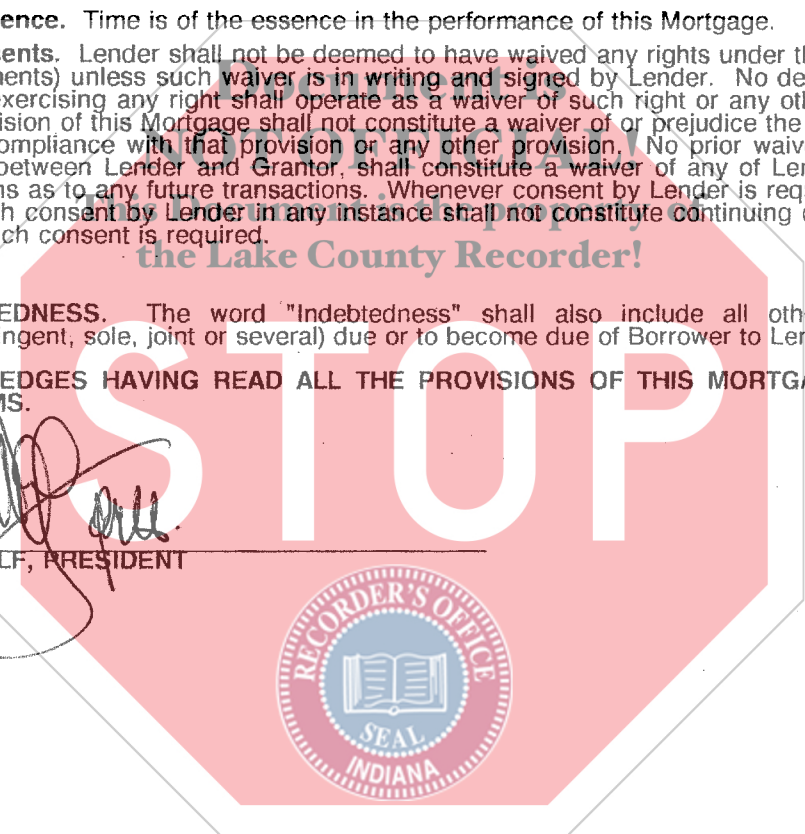 ence. Time is of the essence in the performance of this Mortgage.
ents. Lender shall not be deemed to have waived any rights under th
nents) unless such waiver is in writing and signed by Lender. No de
exercising any right shall operate as a waiver of such right or any oth
ision of this Mortgage shall not constitute a waiver of or prejudice the
ompliance with that provision or any other provision. No prior waiv
between Lender and Grantor, shall constitute a waiver of any of Len
ns as to any future transactions. Whenever consent by Lender is req
h consent by Lender in any instance shall not constitute continuing
ch consent is required.
Document is
NOT OFFICIAL!
This Document is the property of
the Lake County Recorder!
EDNESS. The word "Indebtedness" shall also include all oth
ingent, sole, joint or several) due or to become due of Borrower to Len
EDGES HAVING READ ALL THE PROVISIONS OF THIS MORTGA
MS.
STOP
LF, PRESIDENT
RECORDER'S OFFICE
SEAL
INDIANA